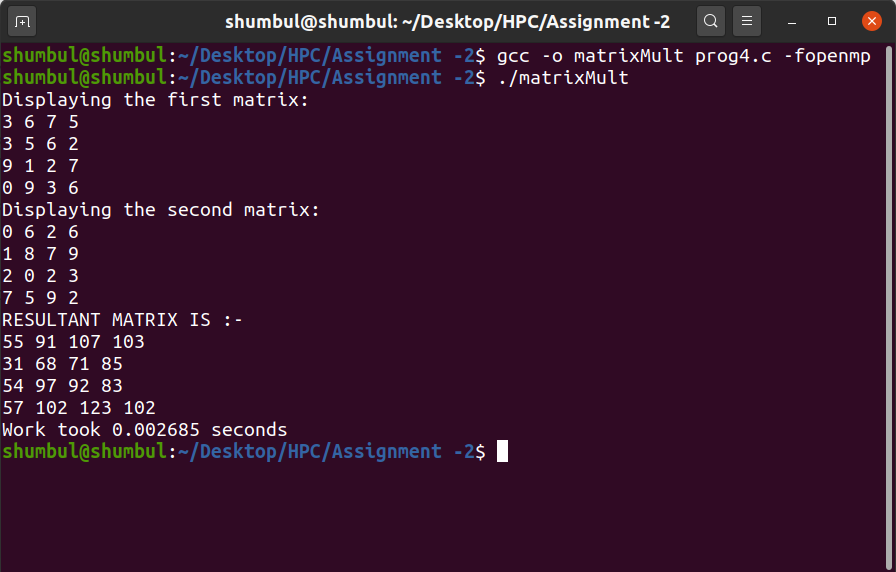 shumbul@shumbul: ~/Desktop/HPC/Assignment -2
shumbul@shumbul:~/Desktop/HPC/Assignment -2$ gcc -o matrixMult prog4.c -fopenmp
shumbul@shumbul:~/Desktop/HPC/Assignment -2$ ./matrixMult
Displaying the first matrix:
3 6 7 5
3 5 6 2
9 1 2 7
0 9 3 6
Displaying the second matrix:
0 6 2 6
1 8 7 9
2 0 2 3
7 5 9 2
RESULTANT MATRIX IS :-
55 91 107 103
31 68 71 85
54 97 92 83
57 102 123 102
Work took 0.002685 seconds
shumbul@shumbul:~/Desktop/HPC/Assignment -2$